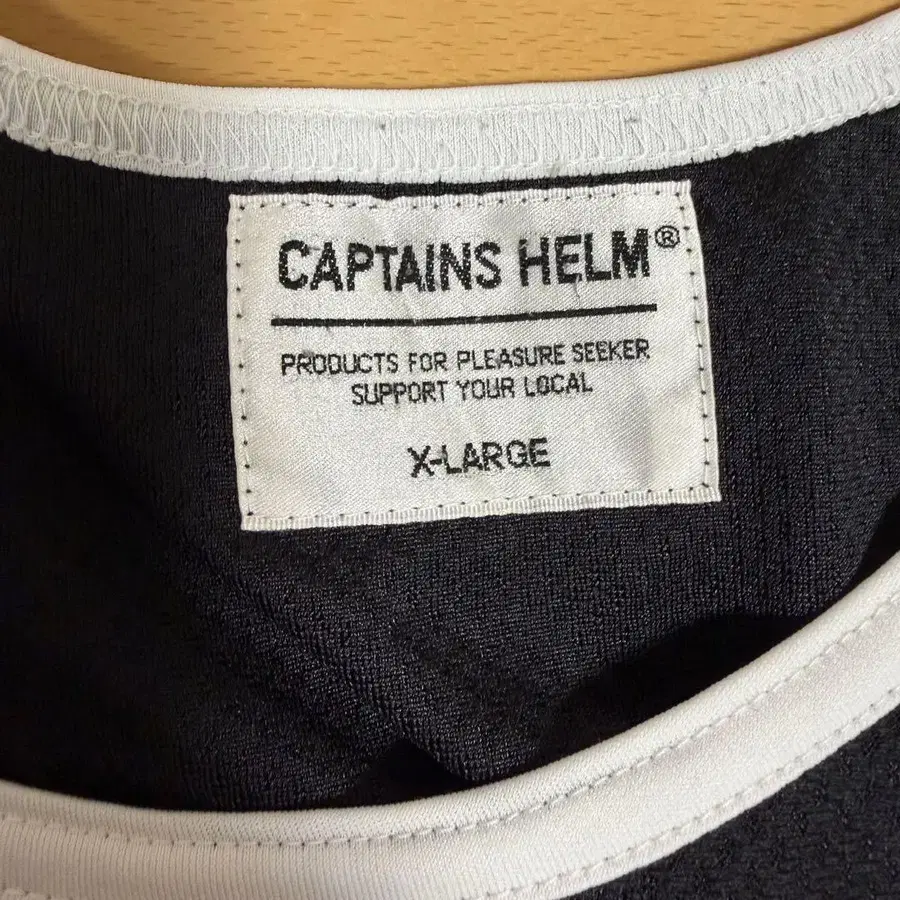 CAPTAINS HELM®
PRODUCTS FOR PLEASURE SEEKER
SUPPORT YOUR LOCAL
X-LARGE